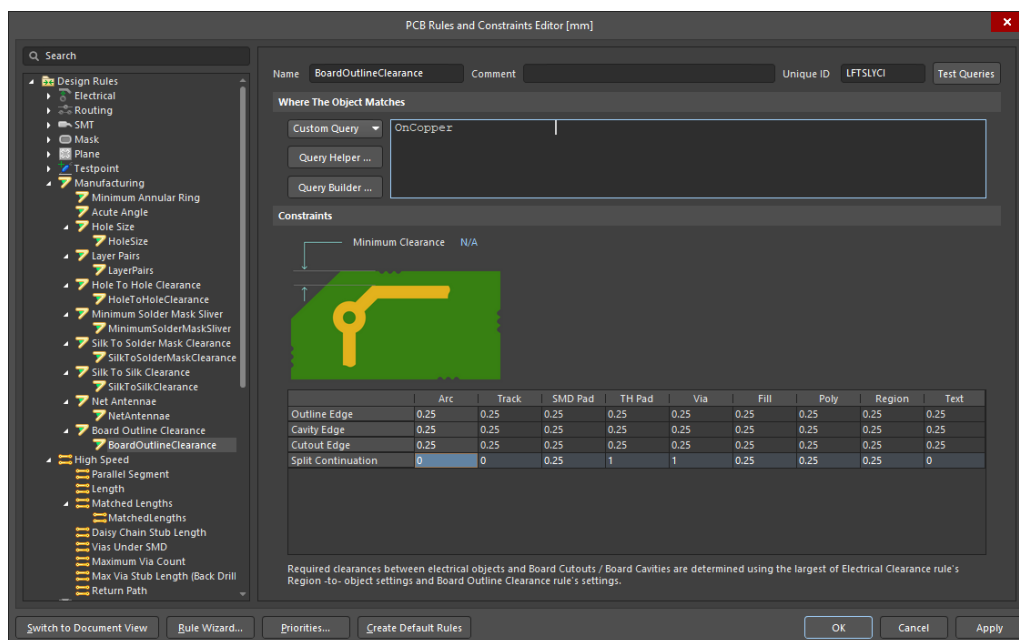 PCB Rules and Constraints Editor [mm]
Search
Design Rules
Electrical
Routing
SMT
Mask
Plane
Testpoint
Manufacturing
Minimum Annular Ring
Acute Angle
Hole Size
HoleSize
Layer Pairs
LayerPairs
Hole To Hole Clearance
HoleToHoleClearance
Minimum Solder Mask Sliver
MinimumSolderMaskSliver
Silk To Solder Mask Clearance
SilkToSolderMaskClearance
Silk To Silk Clearance
SilkToSilkClearance
Net Antennae
NetAntennae
Board Outline Clearance
BoardOutlineClearance
High Speed
Parallel Segment
Length
Matched Lengths
MatchedLengths
Daisy Chain Stub Length
Vias Under SMD
Maximum Via Count
Max Via Stub Length (Back Drill
Return Path
Name BoardOutlineClearance Comment Unique ID LFTSLYCI Test Queries
Where The Object Matches
Custom Query OnCopper
Query Helper ...
Query Builder ...
Constraints
Minimum Clearance N/A
Arc Track SMD Pad TH Pad Via Fill Poly Region Text
Outline Edge 0.25 0.25 0.25 0.25 0.25 0.25 0.25 0.25 0.25
Cavity Edge 0.25 0.25 0.25 0.25 0.25 0.25 0.25 0.25 0.25
Cutout Edge 0.25 0.25 0.25 0.25 0.25 0.25 0.25 0.25 0.25
Split Continuation 0 0 0.25 1 1 0.25 0.25 0.25 0
Required clearances between electrical objects and Board Cutouts / Board Cavities are determined using the largest of Electrical Clearance rule's
Region -to- object settings and Board Outline Clearance rule's settings.
Switch to Document View Rule Wizard... Priorities... Create Default Rules OK Cancel Apply